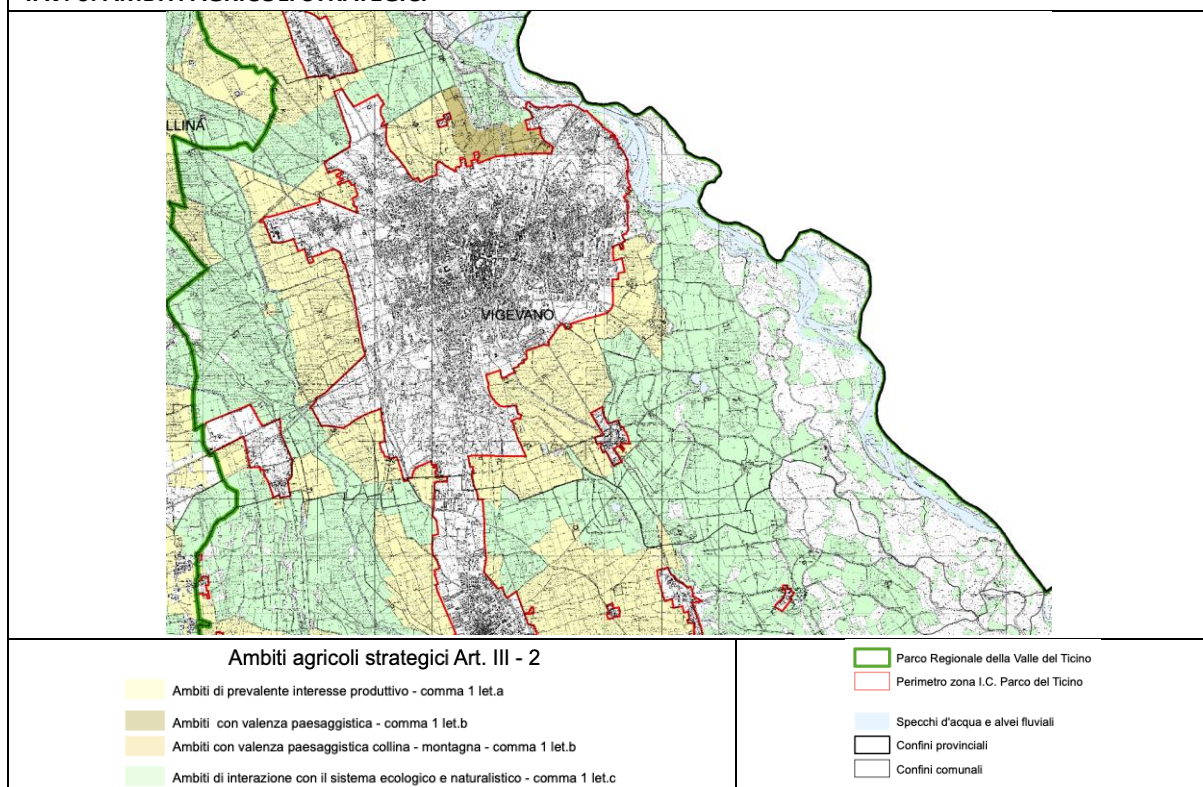 LLINA
VIGEVANO
Ambiti agricoli strategici Art. III - 2
Ambiti di prevalente interesse produttivo - comma 1 let.a
Ambiti con valenza paesaggistica - comma 1 let.b
Ambiti con valenza paesaggistica collina - montagna - comma 1 let.b
Ambiti di interazione con il sistema ecologico e naturalistico - comma 1 let.c
Parco Regionale della Valle del Ticino
Perimetro zona I.C. Parco del Ticino
Specchi d'acqua e alvei fluviali
Confini provinciali
Confini comunali